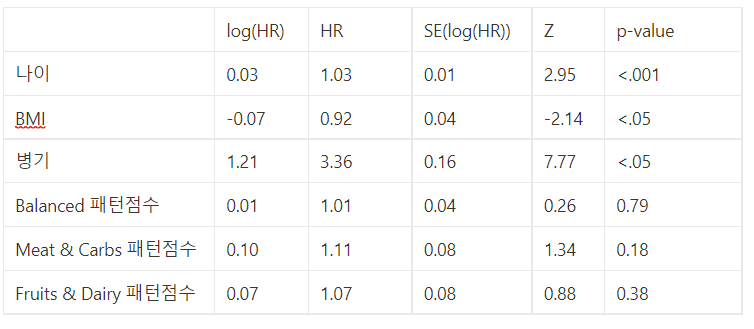 log(HR) HR SE(log(HR)) Z p-value
나이 0.03 1.03 0.01 2.95 <.001
BMI -0.07 0.92 0.04 -2.14 <.05
병기 1.21 3.36 0.16 7.77 <.05
Balanced 패턴점수 0.01 1.01 0.04 0.26 0.79
Meat & Carbs 패턴점수 0.10 1.11 0.08 1.34 0.18
Fruits & Dairy 패턴점수 0.07 1.07 0.08 0.88 0.38